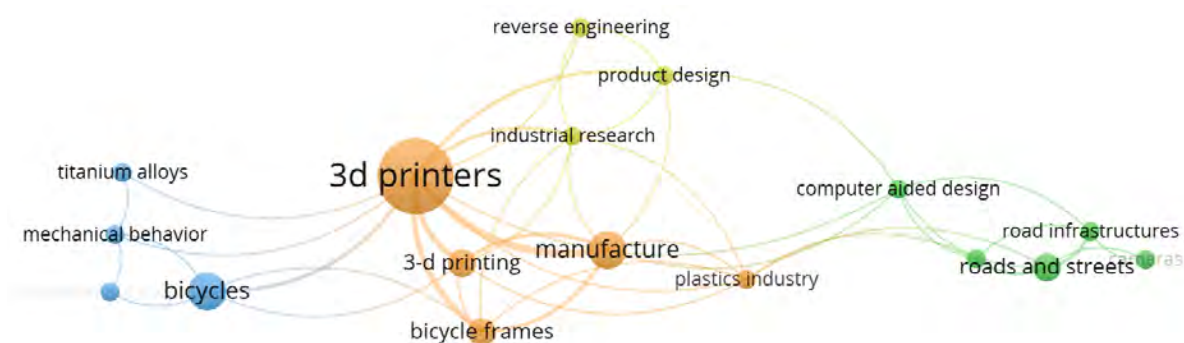 reverse engineering
product design
industrial research
titanium alloys
3d printers
computer aided design
mechanical behavior
road infrastructures
manufacture
3-d printing
roads and streets
cameras
plastics industry
bicycles
bicycle frames